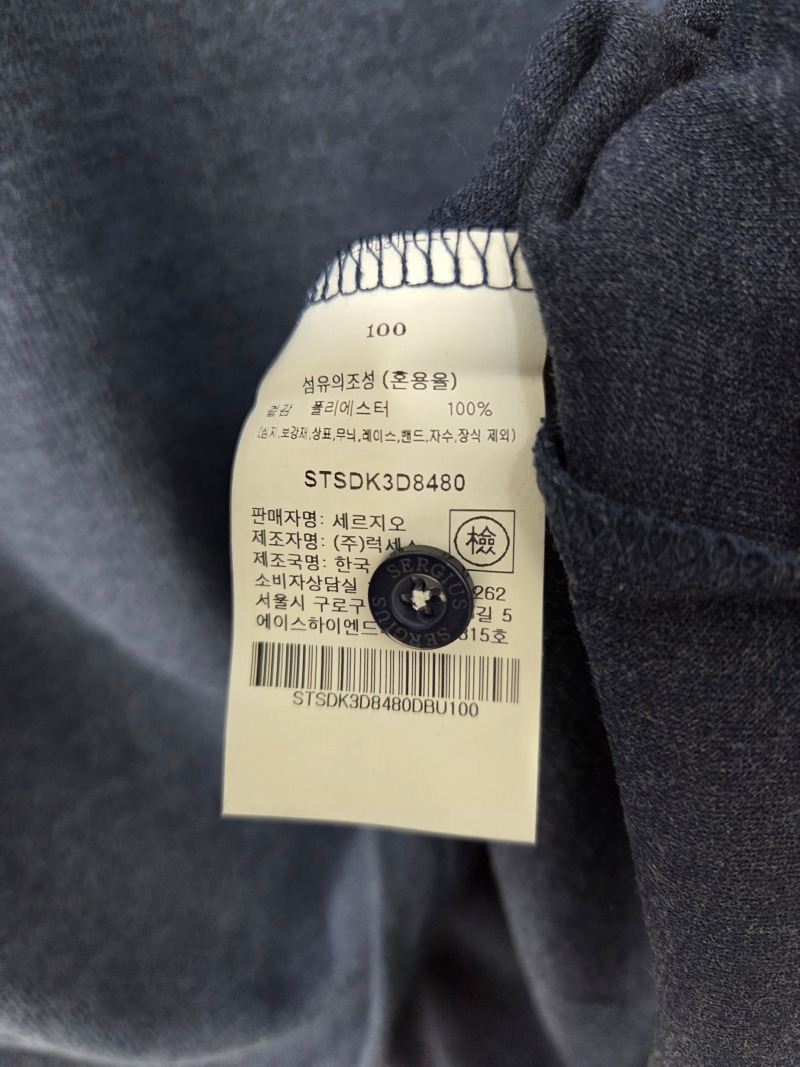 100
섬유의조성 (혼용율)
겉감 폴리에스터 100%
(심지,보강재,상표,무늬,레이스,밴드,자수,장식 제외)
STSDK3D8480
판매자명: 세르지오
제조자명: (주)럭세스
檢
제조국명: 한국
소비자상담실 262
서울시 구로구 길 5
에이스하이엔드 815호
SERGIUS
SERGIUS
STSDK3D8480DBU100